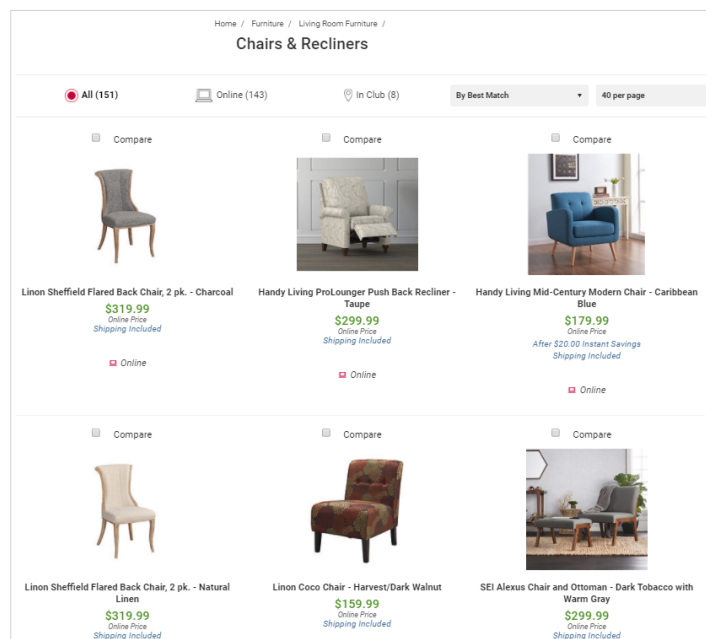 Home / Furniture / Living Room Furniture /
Chairs & Recliners
All (151)
Online (143)
In Club (8)
By Best Match
40 per page
Compare
Compare
Compare
Linon Sheffield Flared Back Chair, 2 pk. - Charcoal
$319.99
Online Price
Shipping Included
Online
Handy Living ProLounger Push Back Recliner -
Taupe
$299.99
Online Price
Shipping Included
Online
Handy Living Mid-Century Modern Chair - Caribbean
Blue
$179.99
Online Price
After $20.00 Instant Savings
Shipping Included
Online
Compare
Compare
Compare
Linon Sheffield Flared Back Chair, 2 pk. - Natural
Linen
$319.99
Online Price
Shipping Included
Linon Coco Chair - Harvest/Dark Walnut
$159.99
Online Price
Shipping Included
SEI Alexus Chair and Ottoman - Dark Tobacco with
Warm Gray
$299.99
Online Price
Shipping Included